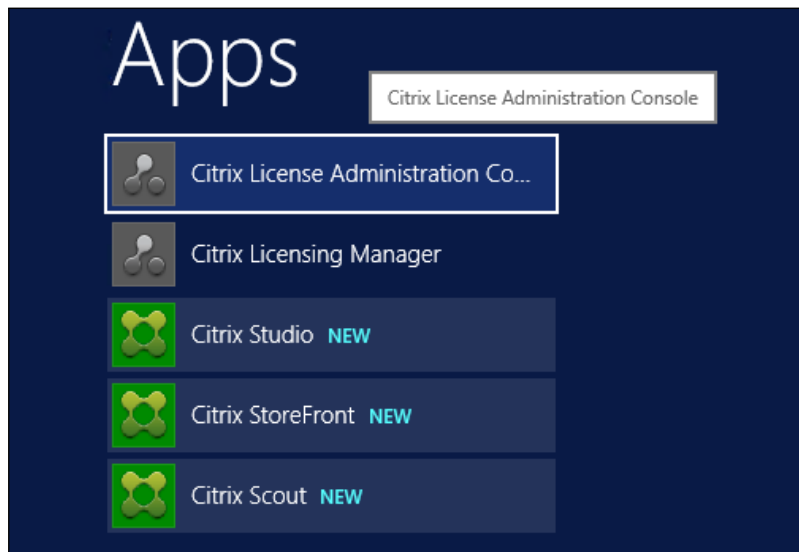 Apps
Citrix License Administration Console
Citrix License Administration Co...
Citrix Licensing Manager
Citrix Studio NEW
Citrix StoreFront NEW
Citrix Scout NEW